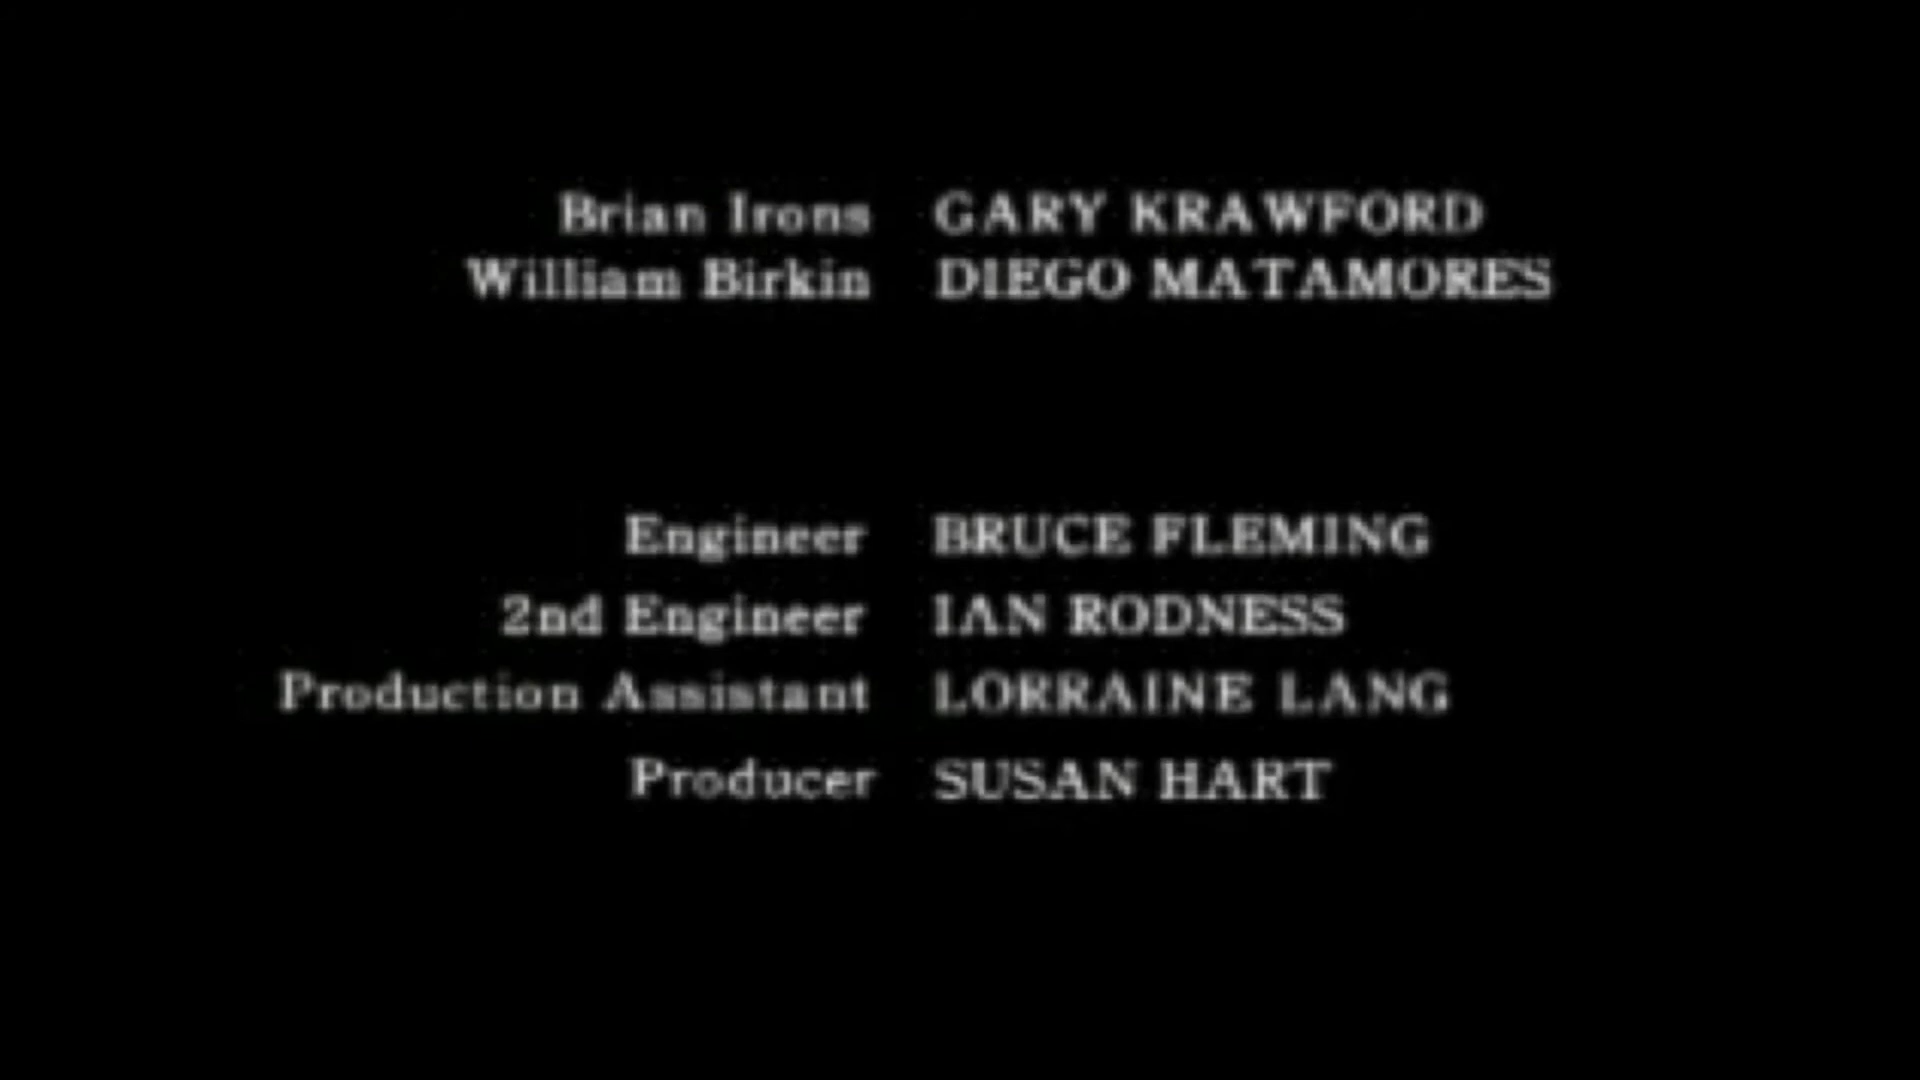 Brian Irons GARY KRAWFORD
William Birkin DIEGO MATAMORES
Engineer BRUCE FLEMING
2nd Engineer IAN RODNESS
Production Assistant LORRAINE LANG
Producer SUSAN HART